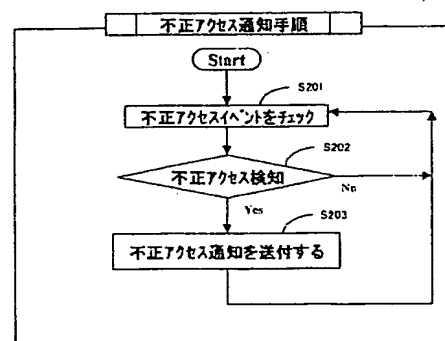 不正アクセス通知手順
Start
S201
不正アクセスイベントをチェック
S202
不正アクセス検知
No
Yes
S203
不正アクセス通知を送付する